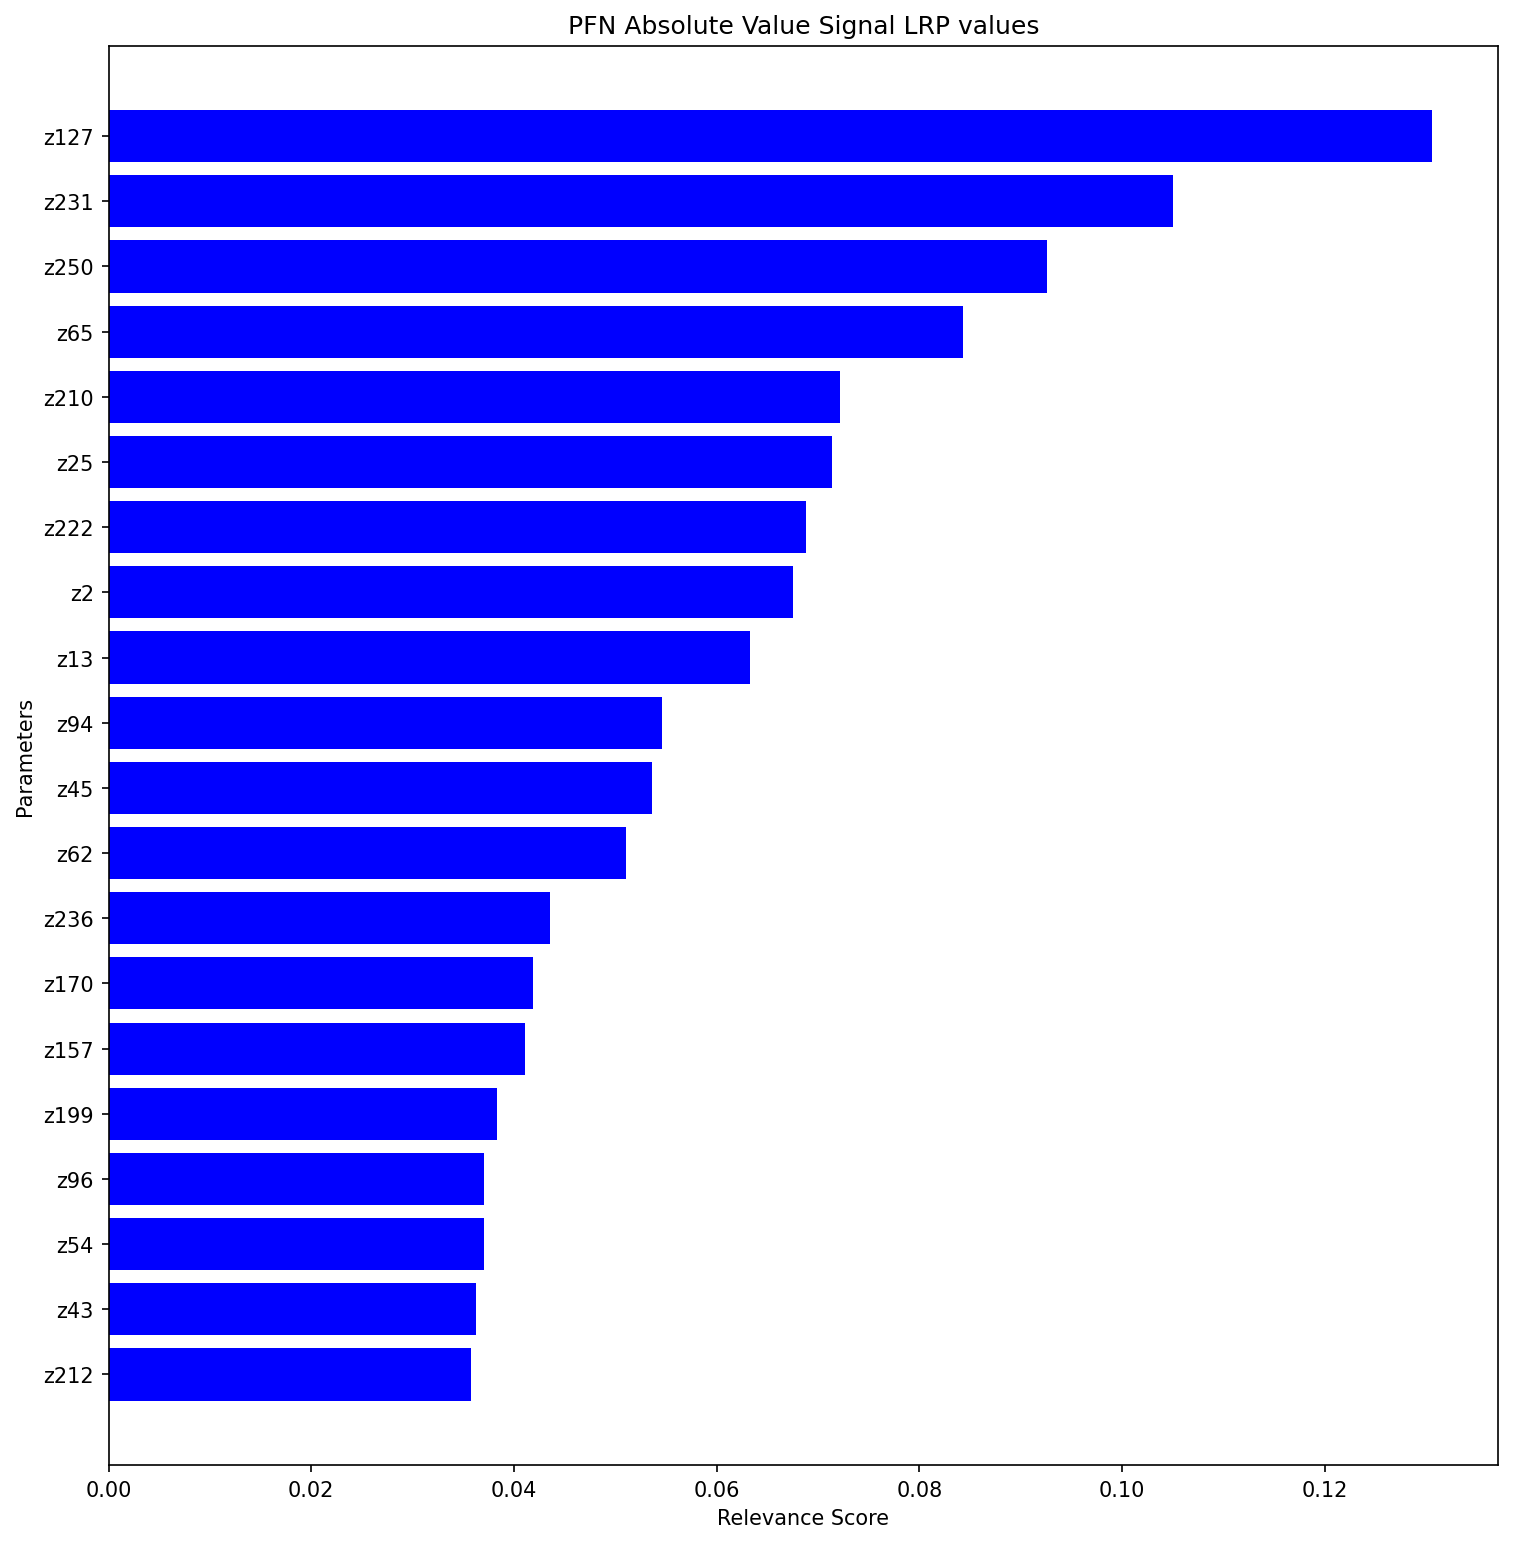 PFN Absolute Value Signal LRP values
z127
z231
z250
z65
z210
z25
z222
z2
z13
z94
z45
z62
z236
z170
z157
z199
z96
z54
z43
z212
Parameters
0.00 0.02 0.04 0.06 0.08 0.10 0.12
Relevance Score